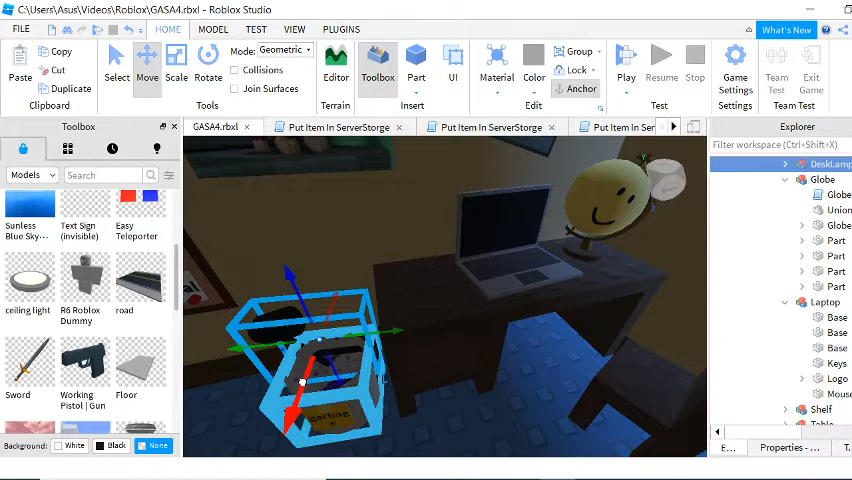 C:\Users\Asus\Videos\Roblox\GASA4.rbxl - Roblox Studio
FILE
HOME
MODEL
TEST
VIEW
PLUGINS
What's New
Paste
Copy
Cut
Duplicate
Clipboard
Select
Move
Scale
Rotate
Mode: Geometric
Collisions
Join Surfaces
Tools
Editor
Terrain
Toolbox
Part
UI
Insert
Material
Color
Group
Lock
Anchor
Edit
Play
Resume
Stop
Test
Game
Settings
Settings
Team
Test
Exit
Game
Team Test
Toolbox
GASA4.rbxl
Put Item In ServerStorge
Put Item In ServerStorge
Put Item In Ser
Explorer
Models
Search
Filter workspace (Ctrl+Shift+X)
Sunless
Blue Sky···
Text Sign
(invisible)
Easy
Teleporter
ceiling light
R6 Roblox
Dummy
road
Sword
Working
Pistol | Gun
Floor
Background:
White
Black
None
garbag
e
DeskLamp
Globe
Globe
Union
Globe
Part
Part
Part
Part
Laptop
Base
Base
Base
Keys
Logo
Mouse
Shelf
E...
Properties - ...
T.